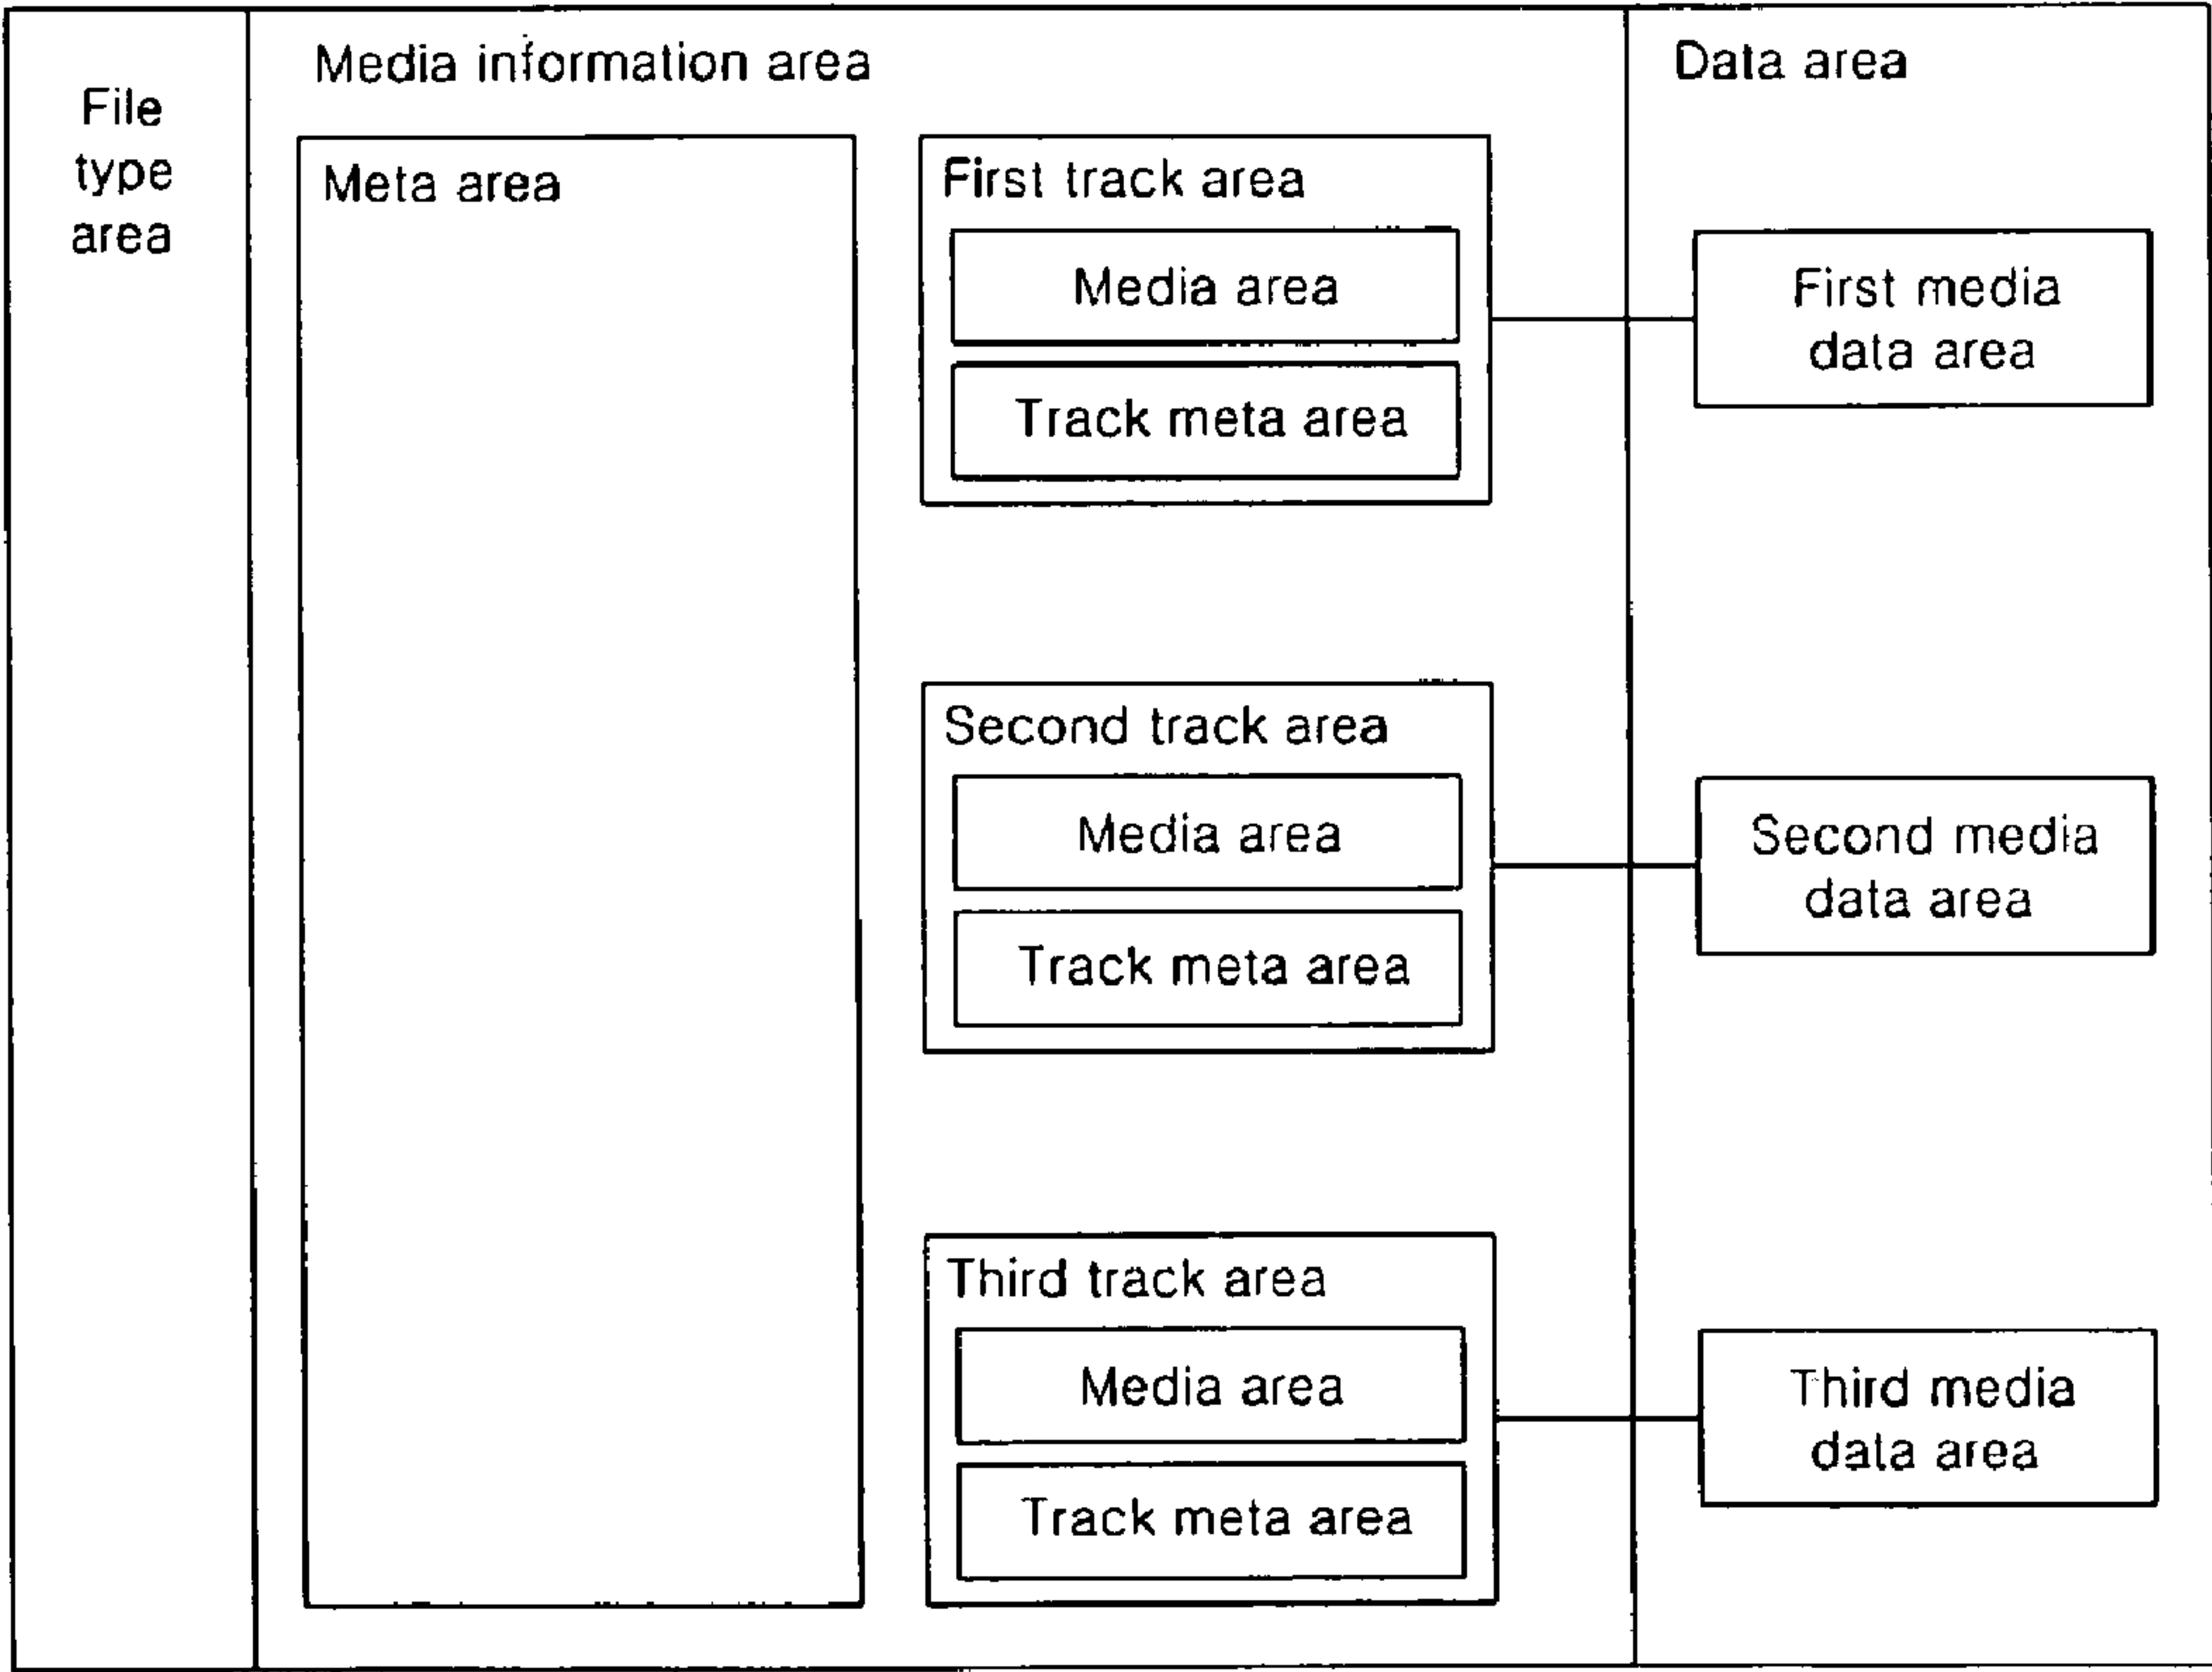 File
type
area
Media information area
Meta area
First track area
Media area
Track meta area
Second track area
Media area
Track meta area
Third track area
Media area
Track meta area
Data area
First media
data area
Second media
data area
Third media
data area